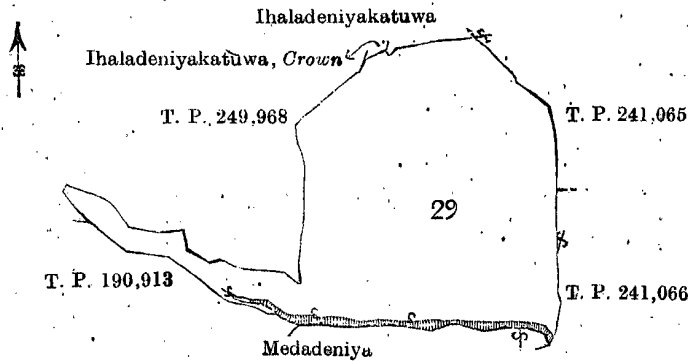 Ihaladeniyakatuwa
Ihaladeniyakatuwa, Crown
T. P. 249,968
T. P. 241,065
29
T. P. 190,913
T. P. 241,066
Medadeniya